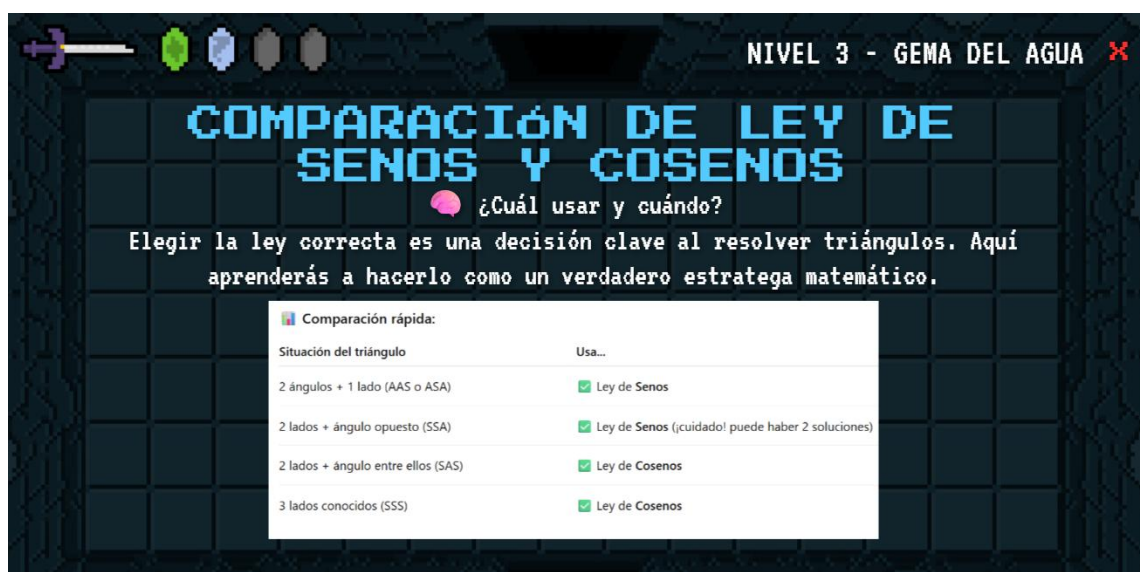 NIVEL 3 - GEMA DEL AGUA X
COMPARACIóN DE LEY DE
SENOS Y COSENOS
¿Cuál usar y cuándo?
Elegir la ley correcta es una decisión clave al resolver triángulos. Aquí
aprenderás a hacerlo como un verdadero estratega matemático.
Comparación rápida:
Situación del triángulo Usa...
2 ángulos + 1 lado (AAS o ASA) ✅ Ley de Senos
2 lados + ángulo opuesto (SSA) ✅ Ley de Senos (¡cuidado! puede haber 2 soluciones)
2 lados + ángulo entre ellos (SAS) ✅ Ley de Cosenos
3 lados conocidos (SSS) ✅ Ley de Cosenos